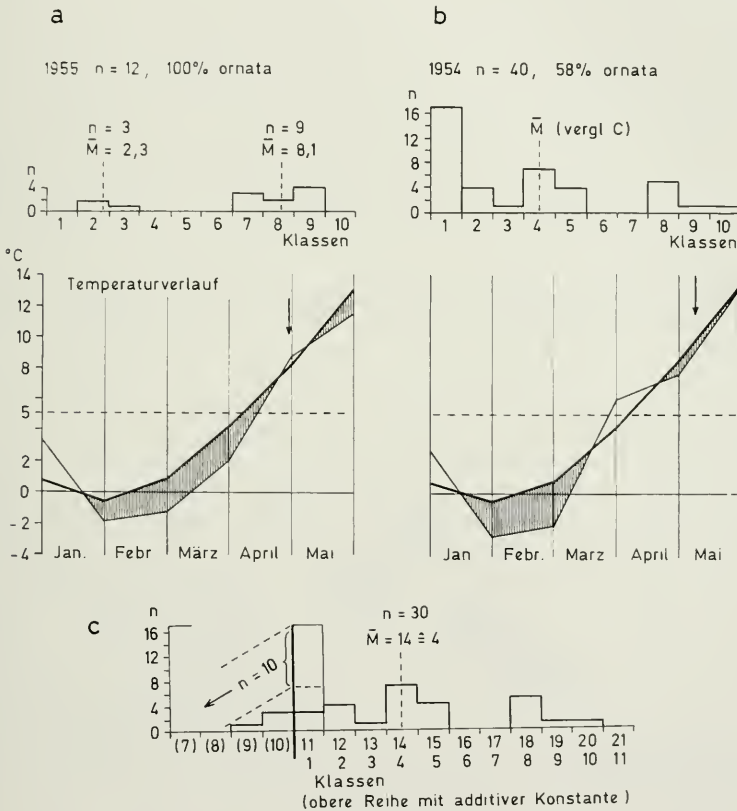 a
1955 n = 12, 100% ornata
n = 3
M̄ = 2,3
n = 9
M̄ = 8,1
n
4
0
1 2 3 4 5 6 7 8 9 10
Klassen
b
1954 n = 40, 58% ornata
n
16
12
8
4
0
M̄ (vergl C)
1 2 3 4 5 6 7 8 9 10
Klassen
°C
14
12
10
8
5
2
0
-2
-4
Temperaturverlauf
Jan. Febr März April Mai
Jan Febr. Marz April Mai
c
n
16
12
8
4
0
n = 10
n = 30
M̄ = 14 ≙ 4
(7) (8) (9) (10) 11 12 13 14 15 16 17 18 19 20 21
1 2 3 4 5 6 7 8 9 10 11
Klassen
(obere Reihe mit additiver Konstante)